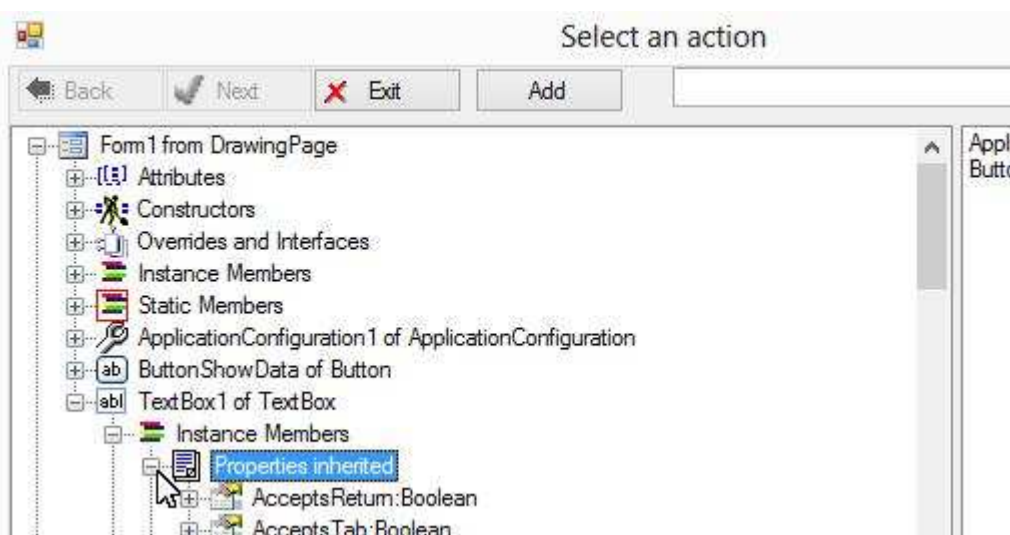 Select an action
Back Next Exit Add
Form1 from DrawingPage
Attributes
Constructors
Overrides and Interfaces
Instance Members
Static Members
ApplicationConfiguration1 of ApplicationConfiguration
ab ButtonShowData of Button
abl TextBox1 of TextBox
Instance Members
Properties inherited
AcceptsReturn:Boolean
AcceptsTab:Boolean
Appl
Butto